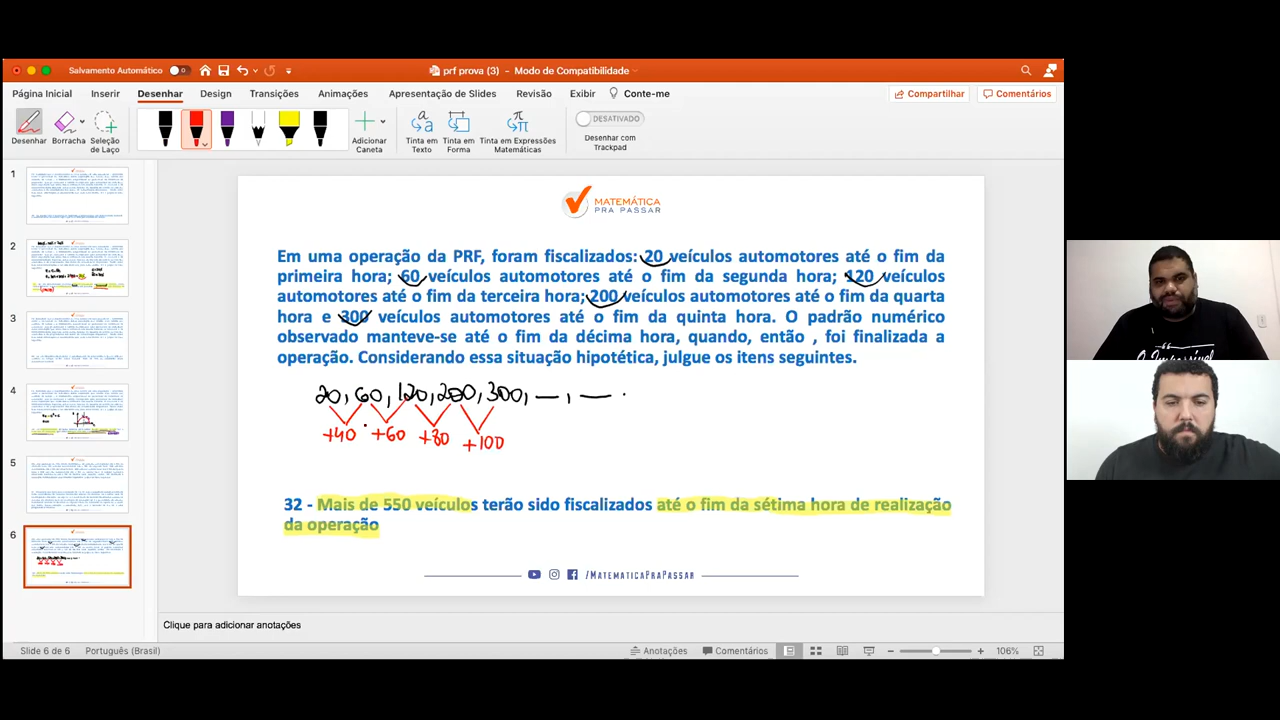 Salvamento Automático
prf prova (3) - Modo de Compatibilidade
Página Inicial Inserir Desenhar Design Transições Animações Apresentação de Slides Revisão Exibir Conte-me Compartilhar Comentários
Desenhar Borracha Seleção de Laço Adicionar Caneta Tinta em Texto Tinta em Forma Tinta em Expressões Matemáticas DESATIVADO Desenhar com Trackpad
1
2
3
4
5
6
MATEMÁTICA
PRA PASSAR
Em uma operação da PRF, foram fiscalizados: 20 veículos automotores até o fim da
primeira hora; 60 veículos automotores até o fim da segunda hora; 120 veículos
automotores até o fim da terceira hora; 200 veículos automotores até o fim da quarta
hora e 300 veículos automotores até o fim da quinta hora. O padrão numérico
observado manteve-se até o fim da décima hora, quando, então , foi finalizada a
operação. Considerando essa situação hipotética, julgue os itens seguintes.
20, 60, 120, 200, 300, __, __ .
+40 +60 +80 +100
32 - Mais de 550 veículos terão sido fiscalizados até o fim da sétima hora de realização
da operação
/MATEMATICAPRAPASSAR
Clique para adicionar anotações
Slide 6 de 6 Português (Brasil) Anotações Comentários 106%